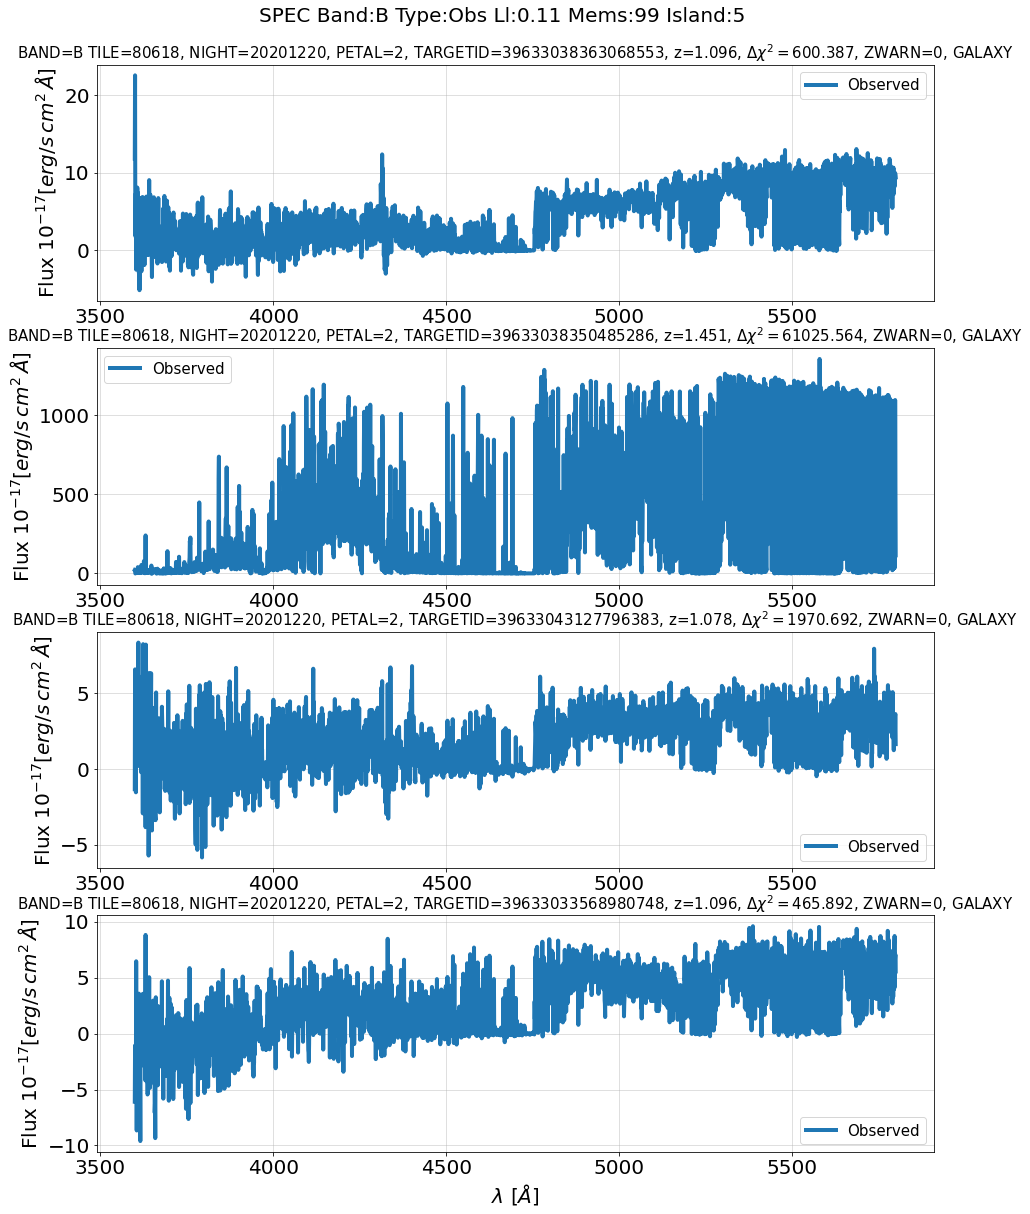 SPEC Band:B Type:Obs Ll:0.11 Mems:99 Island:5
BAND=B TILE=80618, NIGHT=20201220, PETAL=2, TARGETID=39633038363068553, z=1.096, Δχ²=600.387, ZWARN=0, GALAXY
Flux 10⁻¹⁷[erg/s cm² Å]
20
10
0
Observed
3500 4000 4500 5000 5500
BAND=B TILE=80618, NIGHT=20201220, PETAL=2, TARGETID=39633038350485286, z=1.451, Δχ²=61025.564, ZWARN=0, GALAXY
Flux 10⁻¹⁷[erg/s cm² Å]
1000
500
0
Observed
3500 4000 4500 5000 5500
BAND=B TILE=80618, NIGHT=20201220, PETAL=2, TARGETID=39633043127796383, z=1.078, Δχ²=1970.692, ZWARN=0, GALAXY
Flux 10⁻¹⁷[erg/s cm² Å]
5
0
−5
Observed
3500 4000 4500 5000 5500
BAND=B TILE=80618, NIGHT=20201220, PETAL=2, TARGETID=39633033568980748, z=1.096, Δχ²=465.892, ZWARN=0, GALAXY
Flux 10⁻¹⁷[erg/s cm² Å]
10
5
0
−5
−10
Observed
3500 4000 4500 5000 5500
λ [Å]